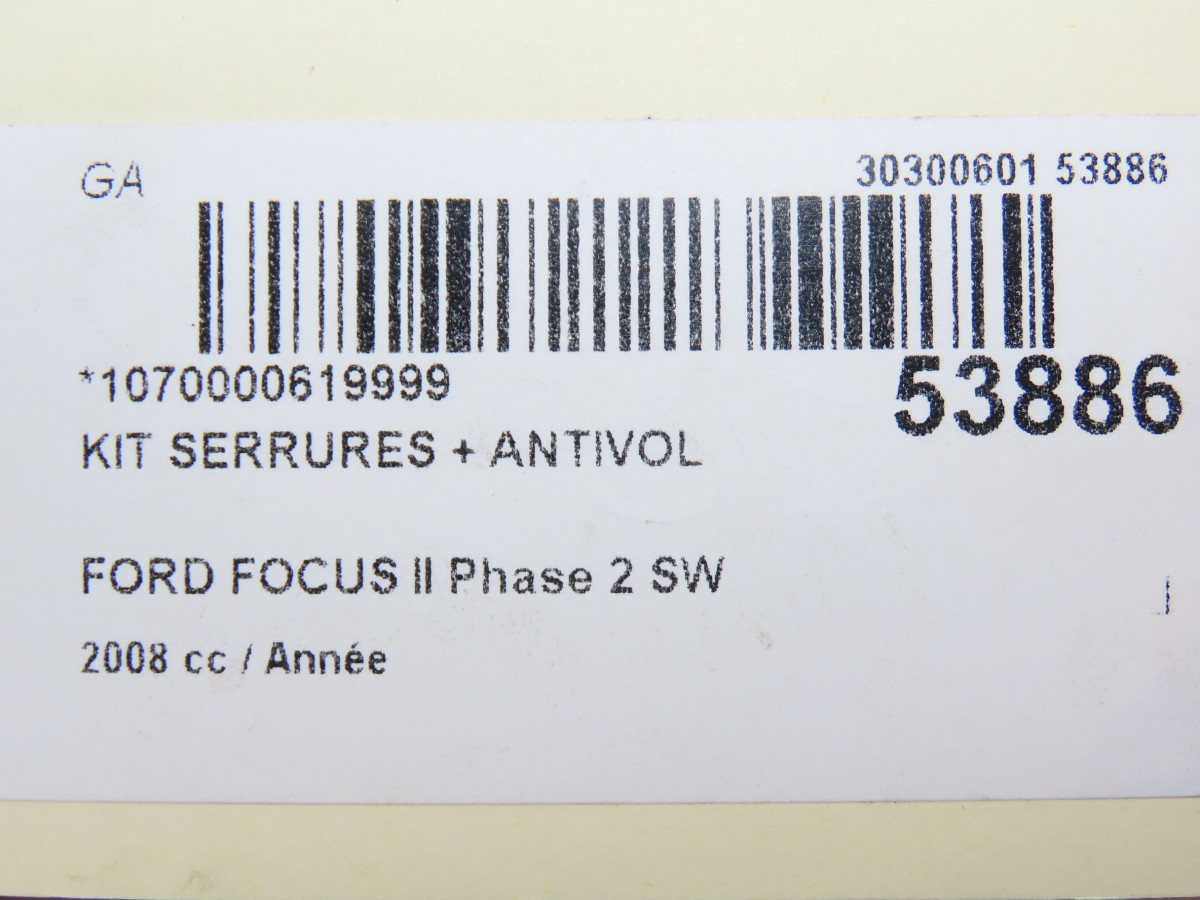 GA
30300601 53886
*1070000619999
53886
KIT SERRURES + ANTIVOL
FORD FOCUS II Phase 2 SW
2008 cc / Année